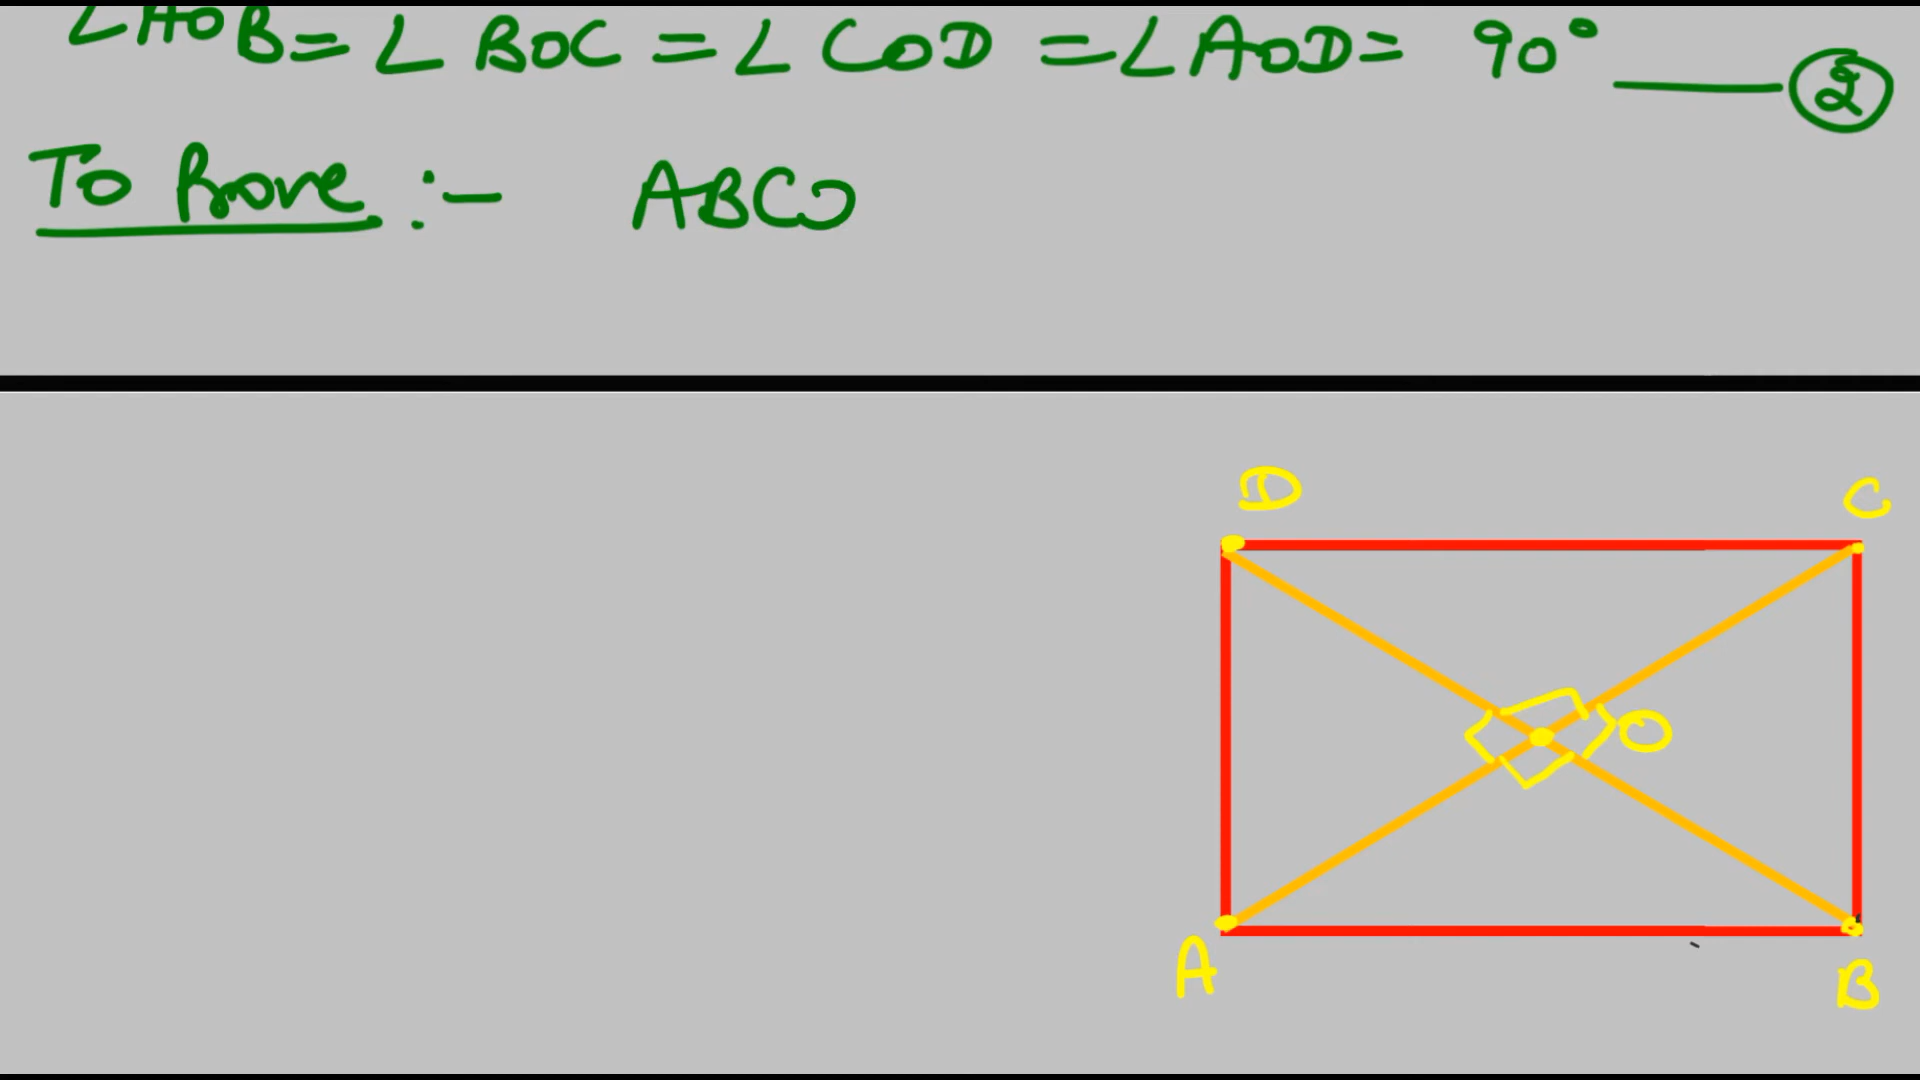 ∠AOB = ∠BOC = ∠COD = ∠AOD = 90° —— ②
To Prove :- ABCD
D C
O
A B